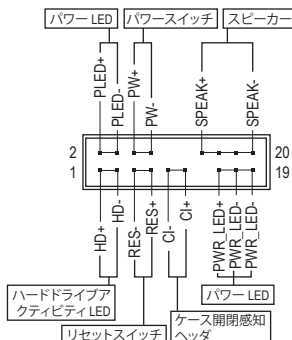 パワー LED
パワースイッチ
スピーカー
PLED+
PLED-
PW+
PW-
SPEAK+
SPEAK-
2
20
1
19
HD+
HD-
RES-
RES+
CI-
CI+
PWR_LED+
PWR_LED-
PWR_LED-
ハードドライブア
クティビティ LED
リセットスイッチ
ケース開閉感知
ヘッダ
パワー LED